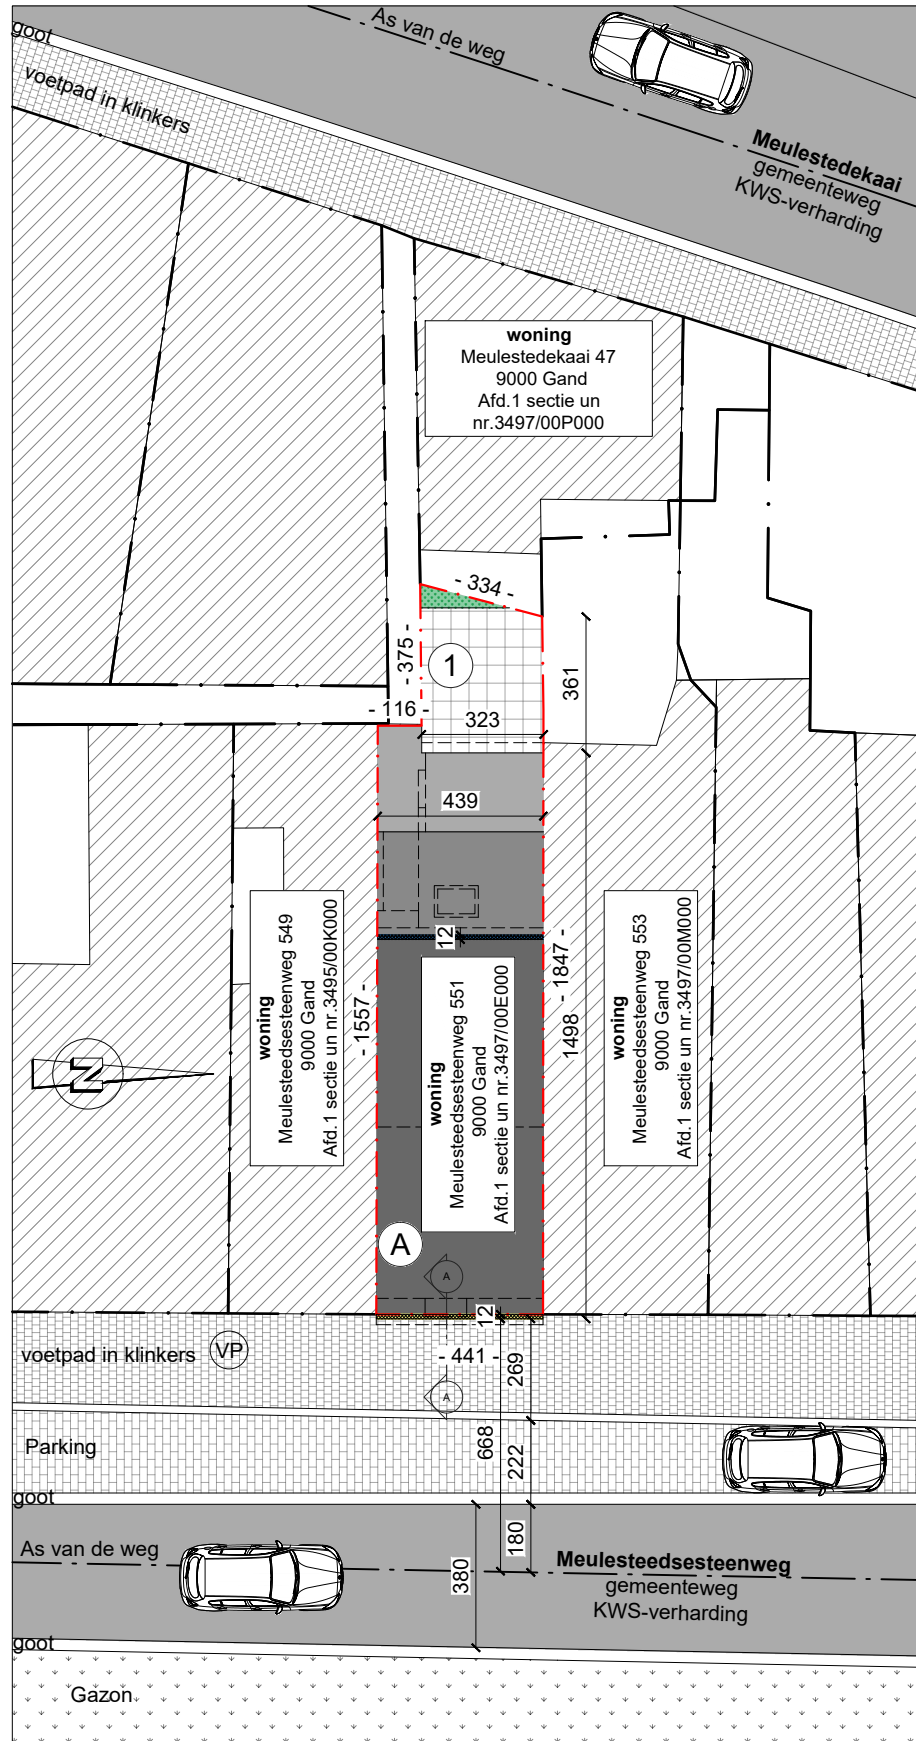 As van de weg
goot
voetpad in klinkers
Meulestedekaai
gemeenteweg
KWS-verharding
woning
Meulestedekaai 47
9000 Gand
Afd.1 sectie un
nr.3497/00P000
- 334 -
- 375 -
1
361
- 116 -
323
439
12
woning
Meulesteedsesteenweg 549
9000 Gand
Afd.1 sectie un nr.3495/00K000
- 1557 -
woning
Meulesteedsesteenweg 551
9000 Gand
Afd.1 sectie un nr.3497/00E000
- 1847 -
1498
woning
Meulesteedsesteenweg 553
9000 Gand
Afd.1 sectie un nr.3497/00M000
N
A
A
12
voetpad in klinkers
VP
- 441 -
269
A
Parking
668
222
goot
As van de weg
180
380
Meulesteedsesteenweg
gemeenteweg
KWS-verharding
goot
Gazon